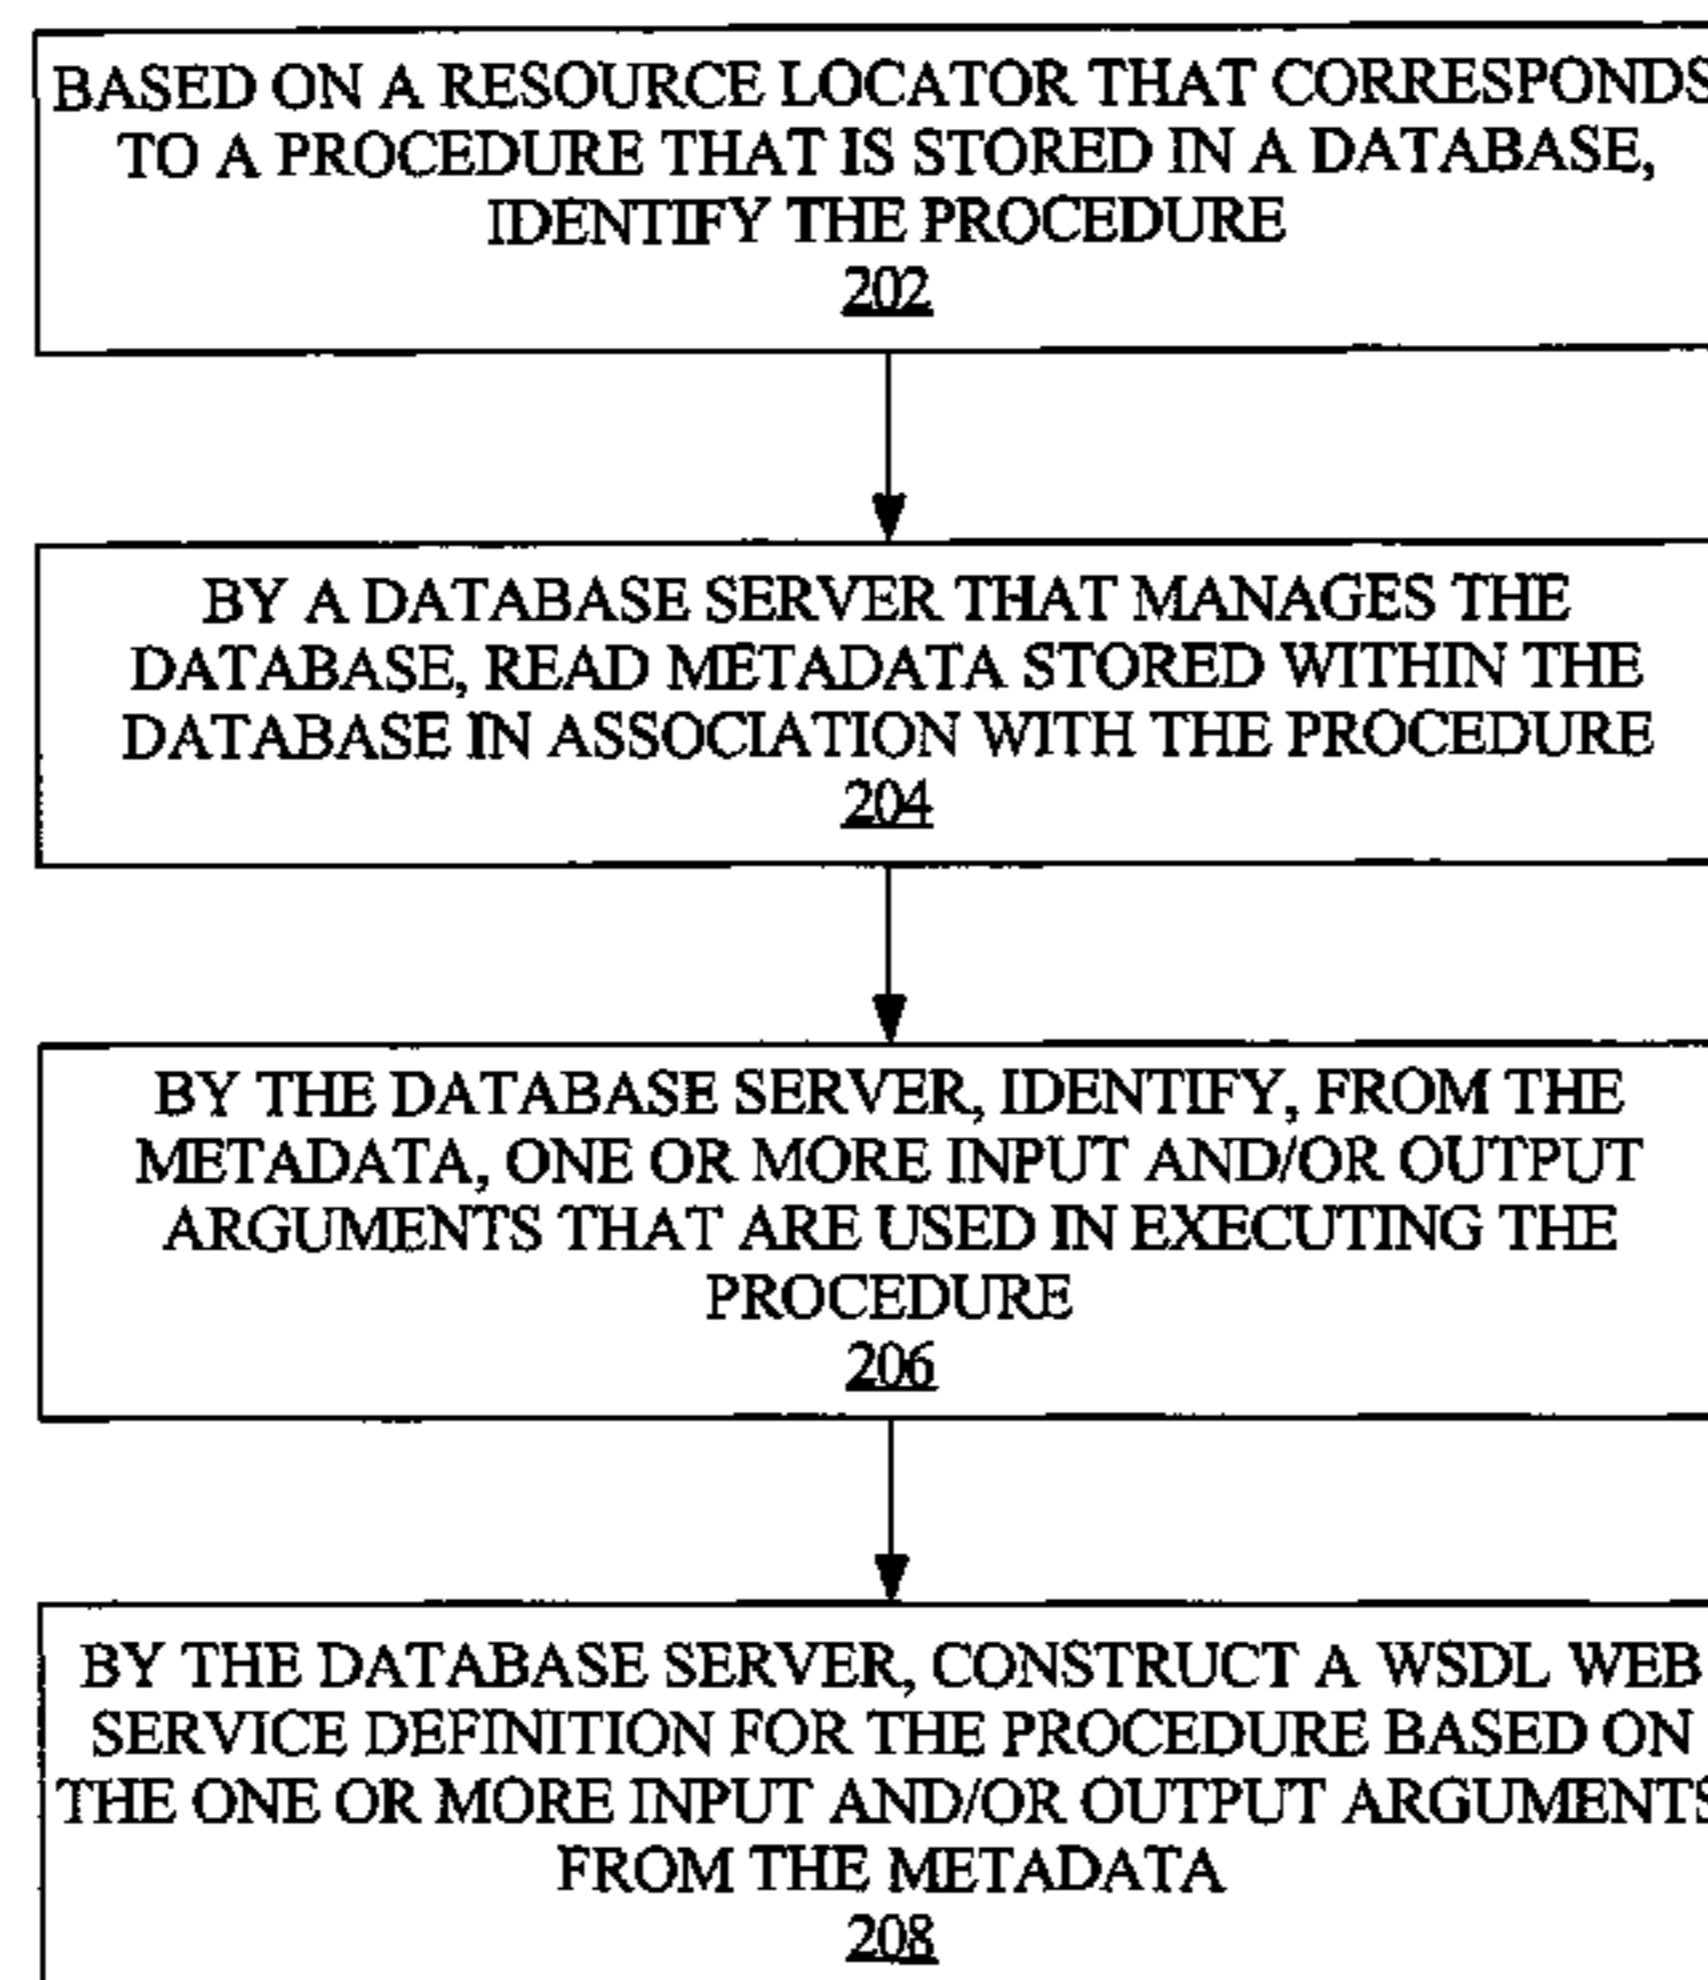 BASED ON A RESOURCE LOCATOR THAT CORRESPONDS
TO A PROCEDURE THAT IS STORED IN A DATABASE,
IDENTIFY THE PROCEDURE
202
BY A DATABASE SERVER THAT MANAGES THE
DATABASE, READ METADATA STORED WITHIN THE
DATABASE IN ASSOCIATION WITH THE PROCEDURE
204
BY THE DATABASE SERVER, IDENTIFY, FROM THE
METADATA, ONE OR MORE INPUT AND/OR OUTPUT
ARGUMENTS THAT ARE USED IN EXECUTING THE
PROCEDURE
206
BY THE DATABASE SERVER, CONSTRUCT A WSDL WEB
SERVICE DEFINITION FOR THE PROCEDURE BASED ON
THE ONE OR MORE INPUT AND/OR OUTPUT ARGUMENTS
FROM THE METADATA
208